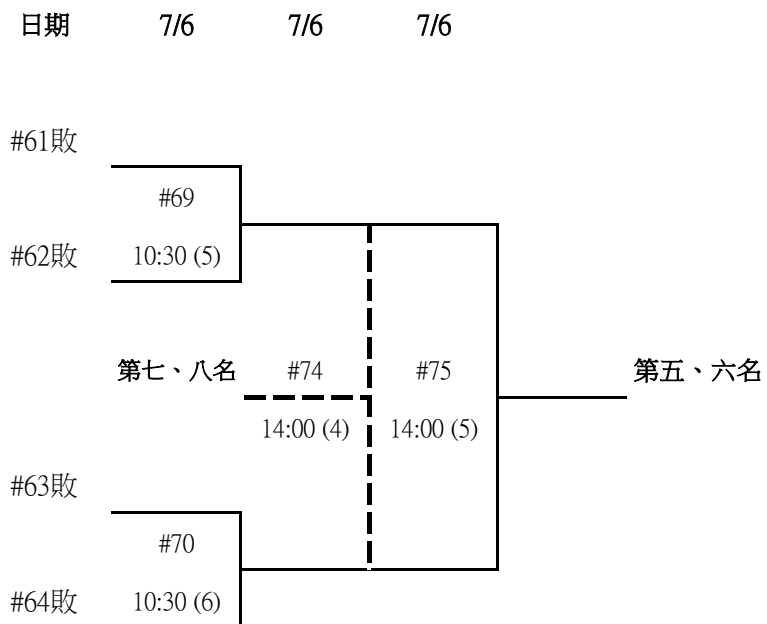 日期 7/6 7/6 7/6
#61敗
#69
#62敗 10:30 (5)
第七、八名 #74 #75 第五、六名
14:00 (4) 14:00 (5)
#63敗
#70
#64敗 10:30 (6)